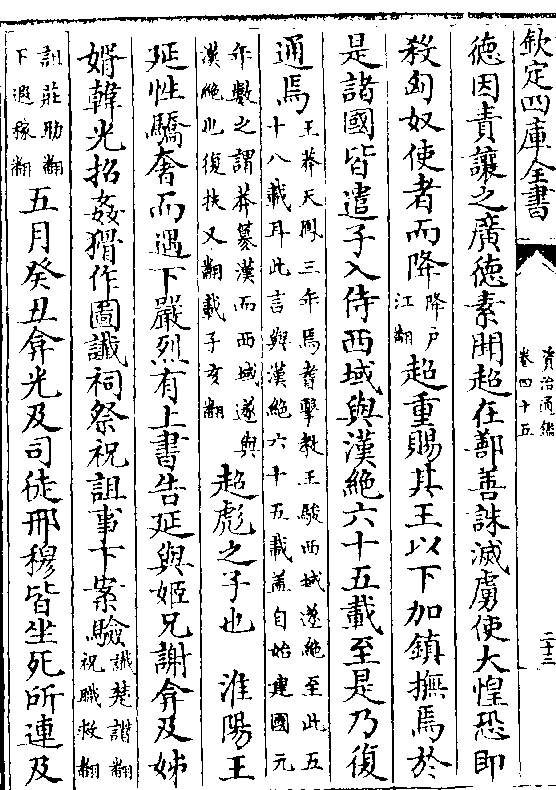 欽定四庫全書
資治通鑑
卷四十五
二十三
德因責讓之廣德素聞超在鄯善誅滅虜使大惶恐即
殺匈奴使者而降降户江翻超重賜其王以下加鎮撫焉於
是諸國皆遣子入侍西域與漢絶六十五載至是乃復
通焉王莽天鳳三年焉耆擊殺王駿西域遂絶至此五十八載耳此言與漢絶六十五載蓋自始建國元
年數之謂莽簒漢而西域遂與漢絶也復扶又翻載子亥翻超彪之子也　淮陽王
延性驕奢而遇下嚴烈有上書告延與姬兄謝弇及姊
婿韓光招姦猾作圖讖祠祭祝詛事下案驗讖楚譖翻祝職救翻
詛莊助翻下遐稼翻五月癸丑弇光及司徒邢穆皆坐死所連及